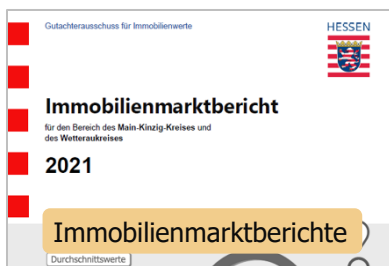 Gutachterausschuss für Immobilienwerte
HESSEN
Immobilienmarktbericht
für den Bereich des Main-Kinzig-Kreises und
des Wetteraukreises
2021
Immobilienmarktberichte
Durchschnittswerte